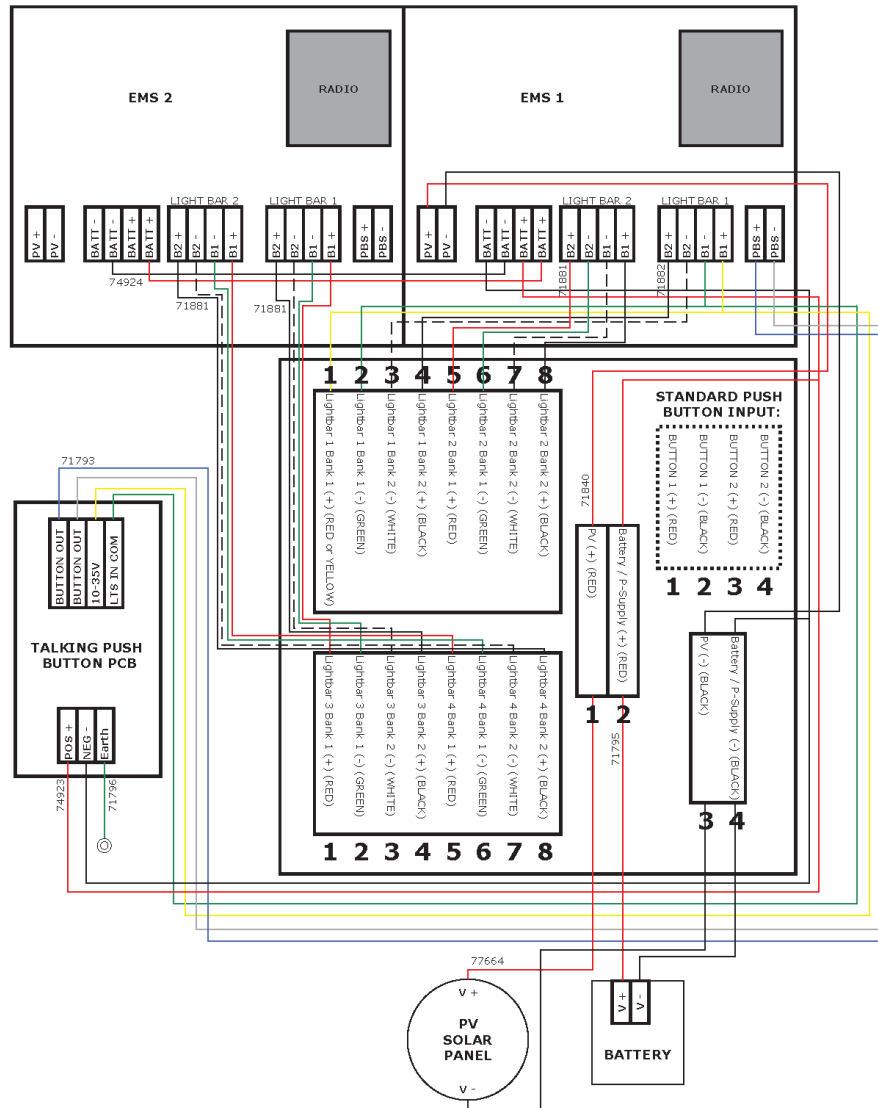 RADIO
RADIO
EMS 2
EMS 1
LIGHT BAR 2
LIGHT BAR 1
LIGHT BAR 2
LIGHT BAR 1
PV +
PV -
BATT -
BATT -
BATT +
BATT +
B2 +
B2 -
B1 -
B1 +
B2 +
B2 -
B1 -
B1 +
PBS +
PBS -
PV +
PV -
BATT -
BATT -
BATT +
BATT +
B2 +
B2 -
B1 -
B1 +
B2 +
B2 -
B1 -
B1 +
PBS +
PBS -
74924
71881
71881
71881
71882
1 2 3 4 5 6 7 8
Lightbar 1 Bank 1 (+) (RED or YELLOW)
Lightbar 1 Bank 1 (-) (GREEN)
Lightbar 1 Bank 2 (-) (WHITE)
Lightbar 1 Bank 2 (+) (BLACK)
Lightbar 2 Bank 1 (+) (RED)
Lightbar 2 Bank 1 (-) (GREEN)
Lightbar 2 Bank 2 (-) (WHITE)
Lightbar 2 Bank 2 (+) (BLACK)
STANDARD PUSH
BUTTON INPUT:
BUTTON 1 (+) (RED)
BUTTON 1 (-) (BLACK)
BUTTON 2 (+) (RED)
BUTTON 2 (-) (BLACK)
1 2 3 4
71793
71840
BUTTON OUT
BUTTON OUT
10-35V
LTS IN COM
TALKING PUSH
BUTTON PCB
POS +
NEG -
Earth
74923
71796
PV (+) (RED)
Battery / P-Supply (+) (RED)
1 2
71795
PV (-) (BLACK)
Battery / P-Supply (-) (BLACK)
3 4
Lightbar 3 Bank 1 (+) (RED)
Lightbar 3 Bank 1 (-) (GREEN)
Lightbar 3 Bank 2 (-) (WHITE)
Lightbar 3 Bank 2 (+) (BLACK)
Lightbar 4 Bank 1 (+) (RED)
Lightbar 4 Bank 1 (-) (GREEN)
Lightbar 4 Bank 2 (-) (WHITE)
Lightbar 4 Bank 2 (+) (BLACK)
1 2 3 4 5 6 7 8
77664
V +
PV
SOLAR
PANEL
V -
V +
V -
BATTERY